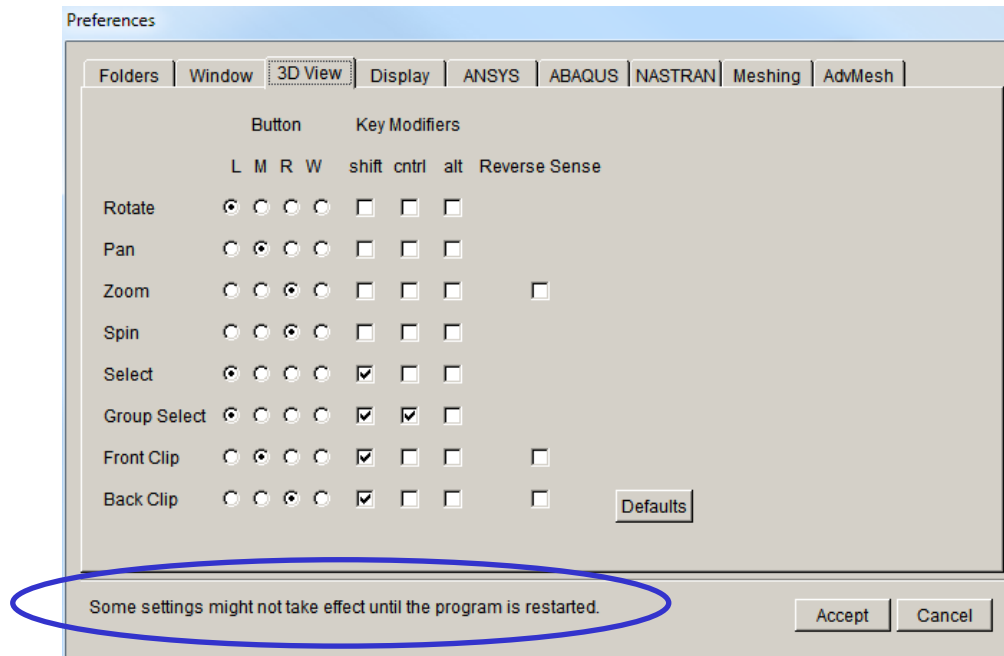 Preferences
Folders Window 3D View Display ANSYS ABAQUS NASTRAN Meshing AdvMesh
Button Key Modifiers
L M R W shift cntrl alt Reverse Sense
Rotate
Pan
Zoom
Spin
Select
Group Select
Front Clip
Back Clip
Defaults
Some settings might not take effect until the program is restarted.
Accept Cancel